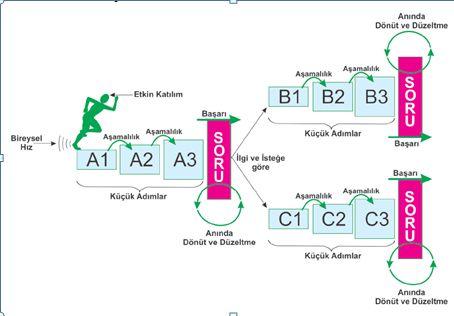 Etkin Katılım
Bireysel
Hız
Aşamalılık
Aşamalılık
A1
A2
A3
Küçük Adımlar
Başarı
SORU
Anında
Dönüt ve Düzeltme
İlgi ve İsteğe
göre
Anında
Dönüt ve Düzeltme
Aşamalılık
Aşamalılık
B1
B2
B3
Küçük Adımlar
SORU
Başarı
Başarı
Aşamalılık
Aşamalılık
C1
C2
C3
Küçük Adımlar
SORU
Anında
Dönüt ve Düzeltme